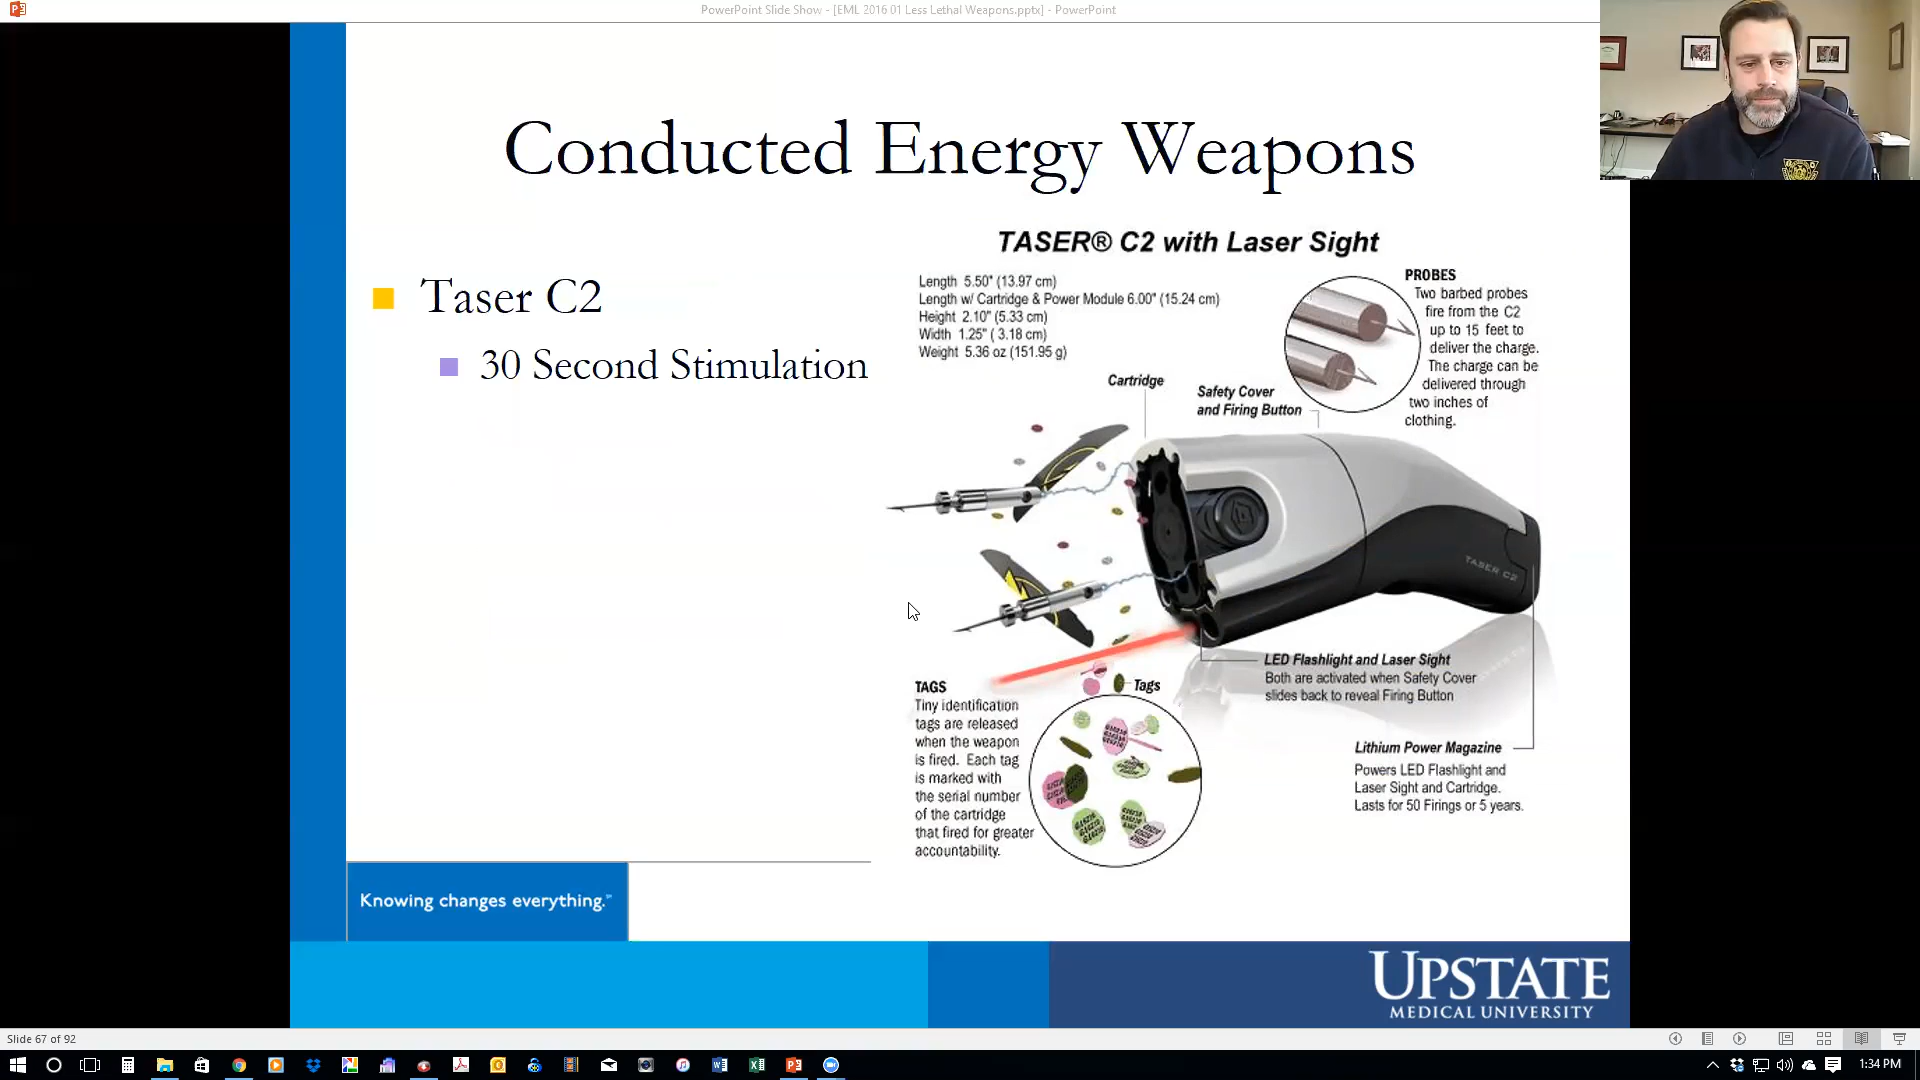 PowerPoint Slide Show - [EML 2016 01 Less Lethal Weapons.pptx] - PowerPoint
Conducted Energy Weapons
Taser C2
30 Second Stimulation
TASER® C2 with Laser Sight
Length 5.50" (13.97 cm)
Length w/ Cartridge & Power Module 6.00" (15.24 cm)
Height 2.10" (5.33 cm)
Width 1.25" ( 3.18 cm)
Weight 5.36 oz (151.95 g)
PROBES
Two barbed probes
fire from the C2
up to 15 feet to
deliver the charge.
The charge can be
delivered through
two inches of
clothing.
Cartridge
Safety Cover
and Firing Button
TASER C2
LED Flashlight and Laser Sight
Both are activated when Safety Cover
slides back to reveal Firing Button
Tags
TAGS
Tiny identification
tags are released
when the weapon
is fired. Each tag
is marked with
the serial number
of the cartridge
that fired for greater
accountability.
Lithium Power Magazine
Powers LED Flashlight and
Laser Sight and Cartridge.
Lasts for 50 Firings or 5 years.
Knowing changes everything.™
UPSTATE
MEDICAL UNIVERSITY
Slide 67 of 92
1:34 PM